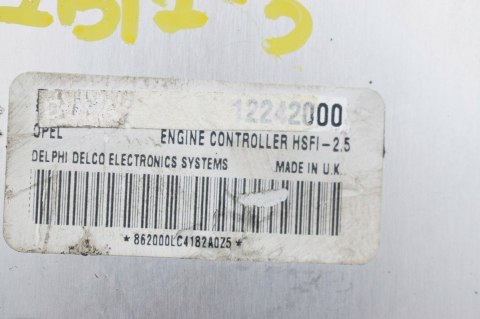 12242000
OPEL ENGINE CONTROLLER HSFI-2.5
DELPHI DELCO ELECTRONICS SYSTEMS MADE IN U.K.
*862000LC4182A0Z5*